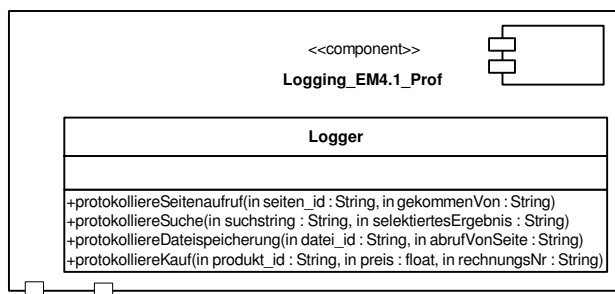 <<component>>
Logging_EM4.1_Prof
Logger
+protokolliereSeitenaufruf(in seiten_id : String, in gekommenVon : String)
+protokolliereSuche(in suchstring : String, in selektiertesErgebnis : String)
+protokolliereDateispeicherung(in datei_id : String, in abrufVonSeite : String)
+protokolliereKauf(in produkt_id : String, in preis : float, in rechnungsNr : String)